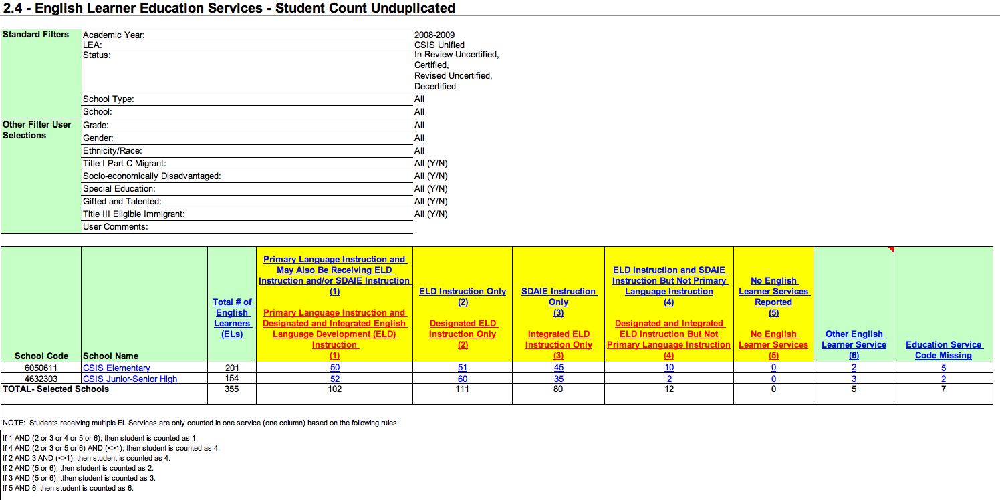 2.4 - English Learner Education Services - Student Count Unduplicated
Standard Filters Academic Year: 2008-2009
LEA: CSIS Unified
Status: In Review Uncertified,
Certified,
Revised Uncertified,
Decertified
School Type: All
School: All
Other Filter User Selections Grade: All
Gender: All
Ethnicity/Race: All
Title I Part C Migrant: All (Y/N)
Socio-economically Disadvantaged: All (Y/N)
Special Education: All (Y/N)
Gifted and Talented: All (Y/N)
Title III Eligible Immigrant: All (Y/N)
User Comments:
School Code
School Name
Total # of
English
Learners
(ELs)
Primary Language Instruction and
May Also Be Receiving ELD
Instruction and/or SDAIE Instruction
(1)
Primary Language Instruction and
Designated and Integrated English
Language Development (ELD)
Instruction
(1)
ELD Instruction Only
(2)
Designated ELD
Instruction Only
(2)
SDAIE Instruction
Only
(3)
Integrated ELD
Instruction Only
(3)
ELD Instruction and SDAIE
Instruction But Not Primary
Language Instruction
(4)
Designated and Integrated
ELD Instruction But Not
Primary Language Instruction
(4)
No English
Learner Services
Reported
(5)
No English
Learner Services
(5)
Other English
Learner Service
(6)
Education Service
Code Missing
6050611 CSIS Elementary 201 50 51 45 10 0 2 5
4632303 CSIS Junior-Senior High 154 52 60 35 2 0 3 2
TOTAL- Selected Schools 355 102 111 80 12 0 5 7
NOTE: Students receiving multiple EL Services are only counted in one service (one column) based on the following rules:
If 1 AND (2 or 3 or 4 or 5 or 6); then student is counted as 1
If 4 AND (2 or 3 or 5 or 6) AND (<>1); then student is counted as 4.
If 2 AND 3 AND (<>1); then student is counted as 4.
If 2 AND (5 or 6); then student is counted as 2.
If 3 AND (5 or 6); tthen student is counted as 3.
If 5 AND 6; then student is counted as 6.